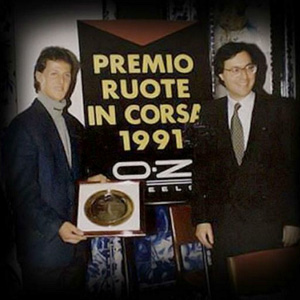 PREMIO
RUOTE
IN CORSA
1991
O·Z